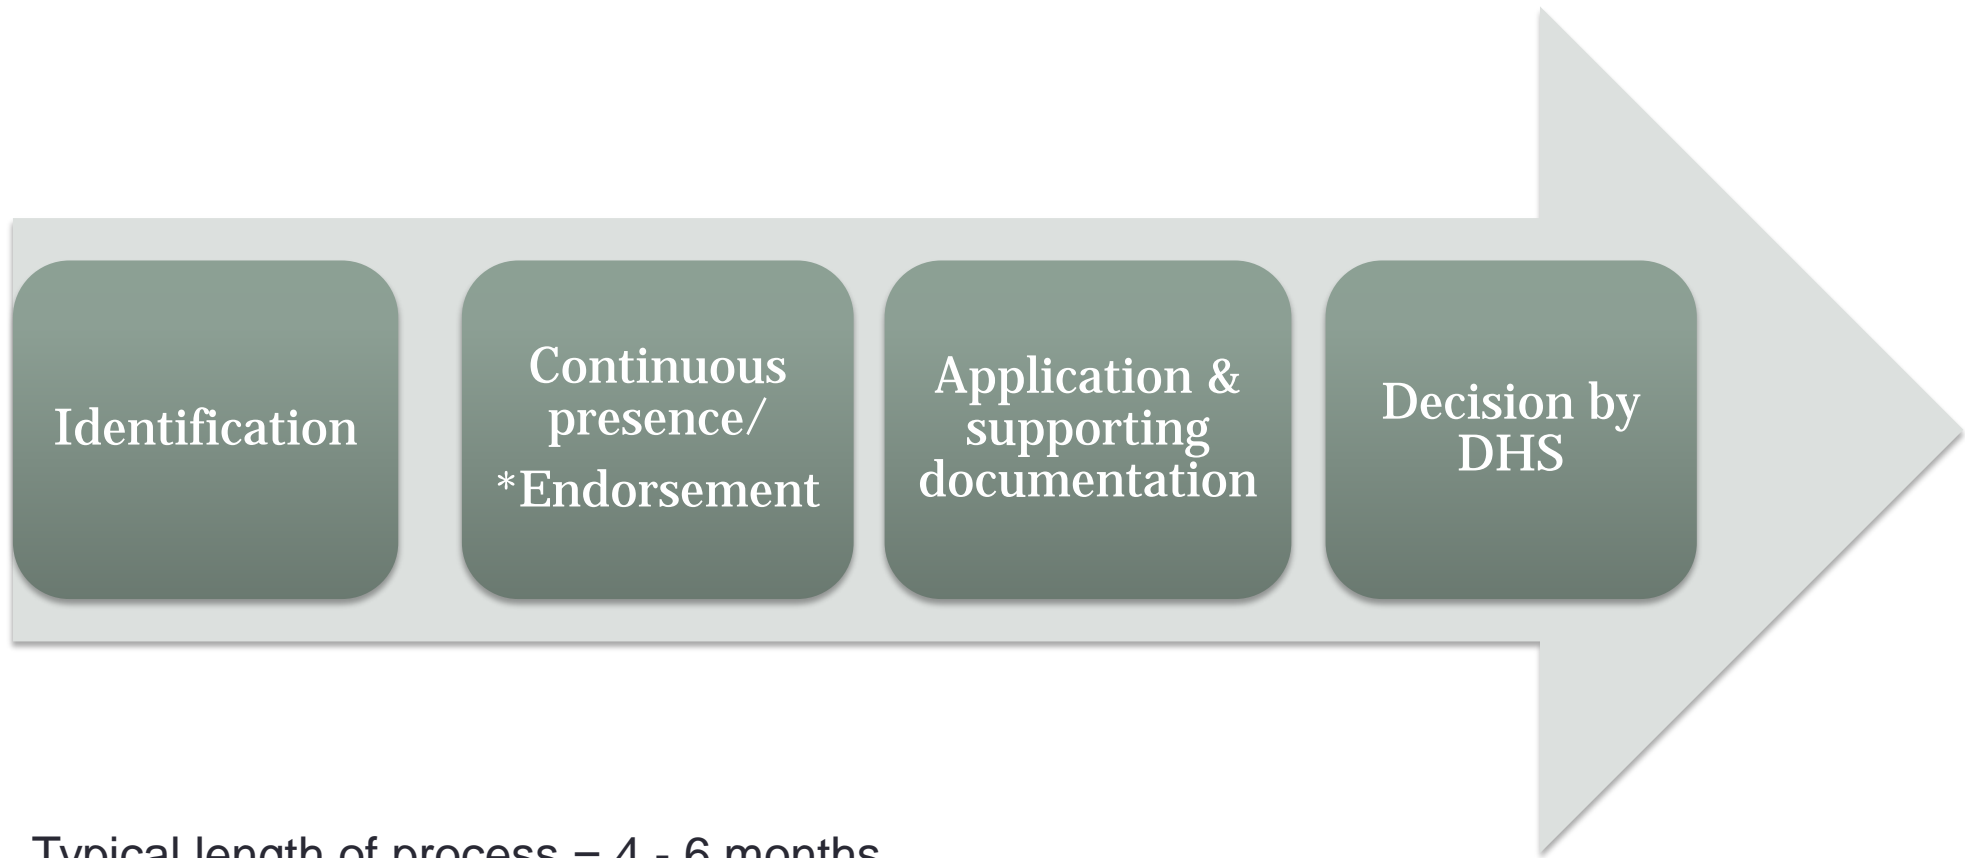 Identification
Continuous
presence/
*Endorsement
Application &
supporting
documentation
Decision by
DHS
Typical length of process = 4 - 6 months